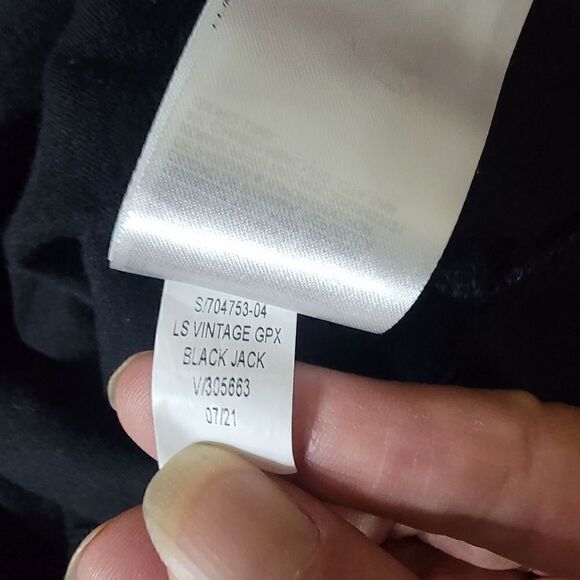 S/704753-04
LS VINTAGE GPX
BLACK JACK
V/305663
07/21